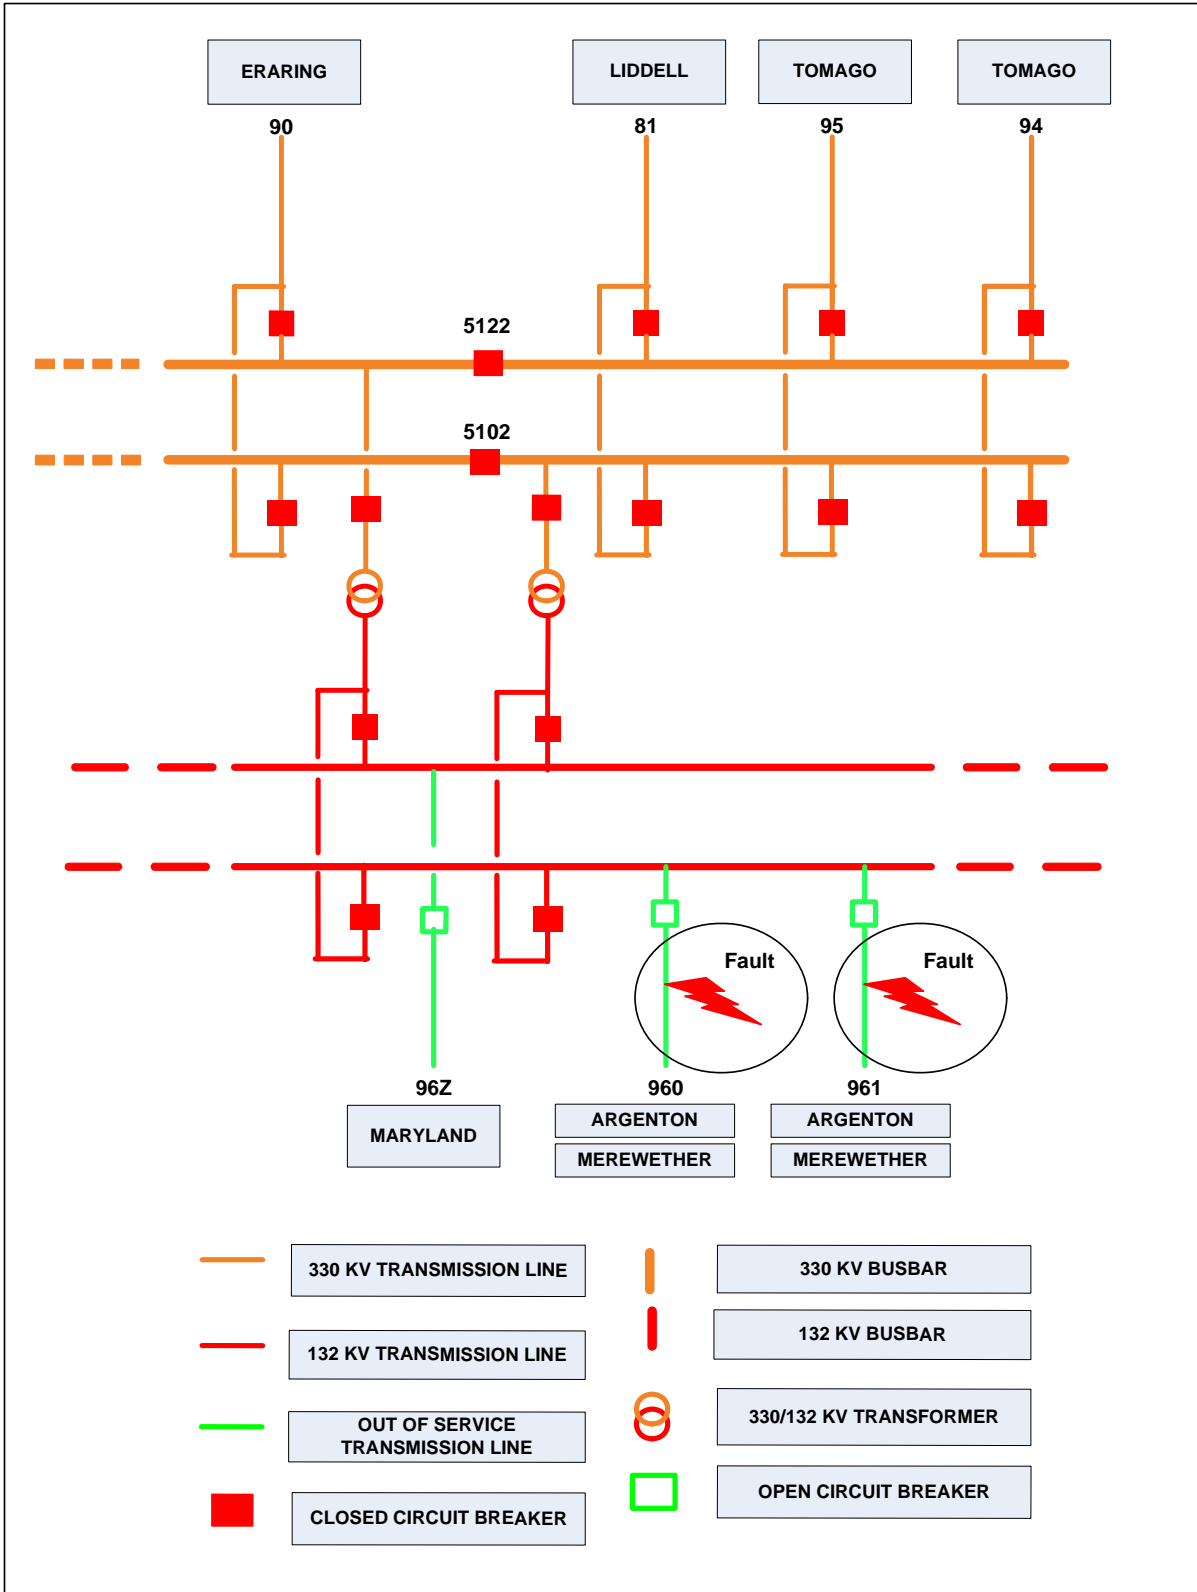 ERARING
LIDDELL
TOMAGO
TOMAGO
90
81
95
94
5122
5102
Fault
Fault
96Z
960
961
MARYLAND
ARGENTON
MEREWETHER
ARGENTON
MEREWETHER
330 KV TRANSMISSION LINE
330 KV BUSBAR
132 KV TRANSMISSION LINE
132 KV BUSBAR
OUT OF SERVICE
TRANSMISSION LINE
330/132 KV TRANSFORMER
CLOSED CIRCUIT BREAKER
OPEN CIRCUIT BREAKER